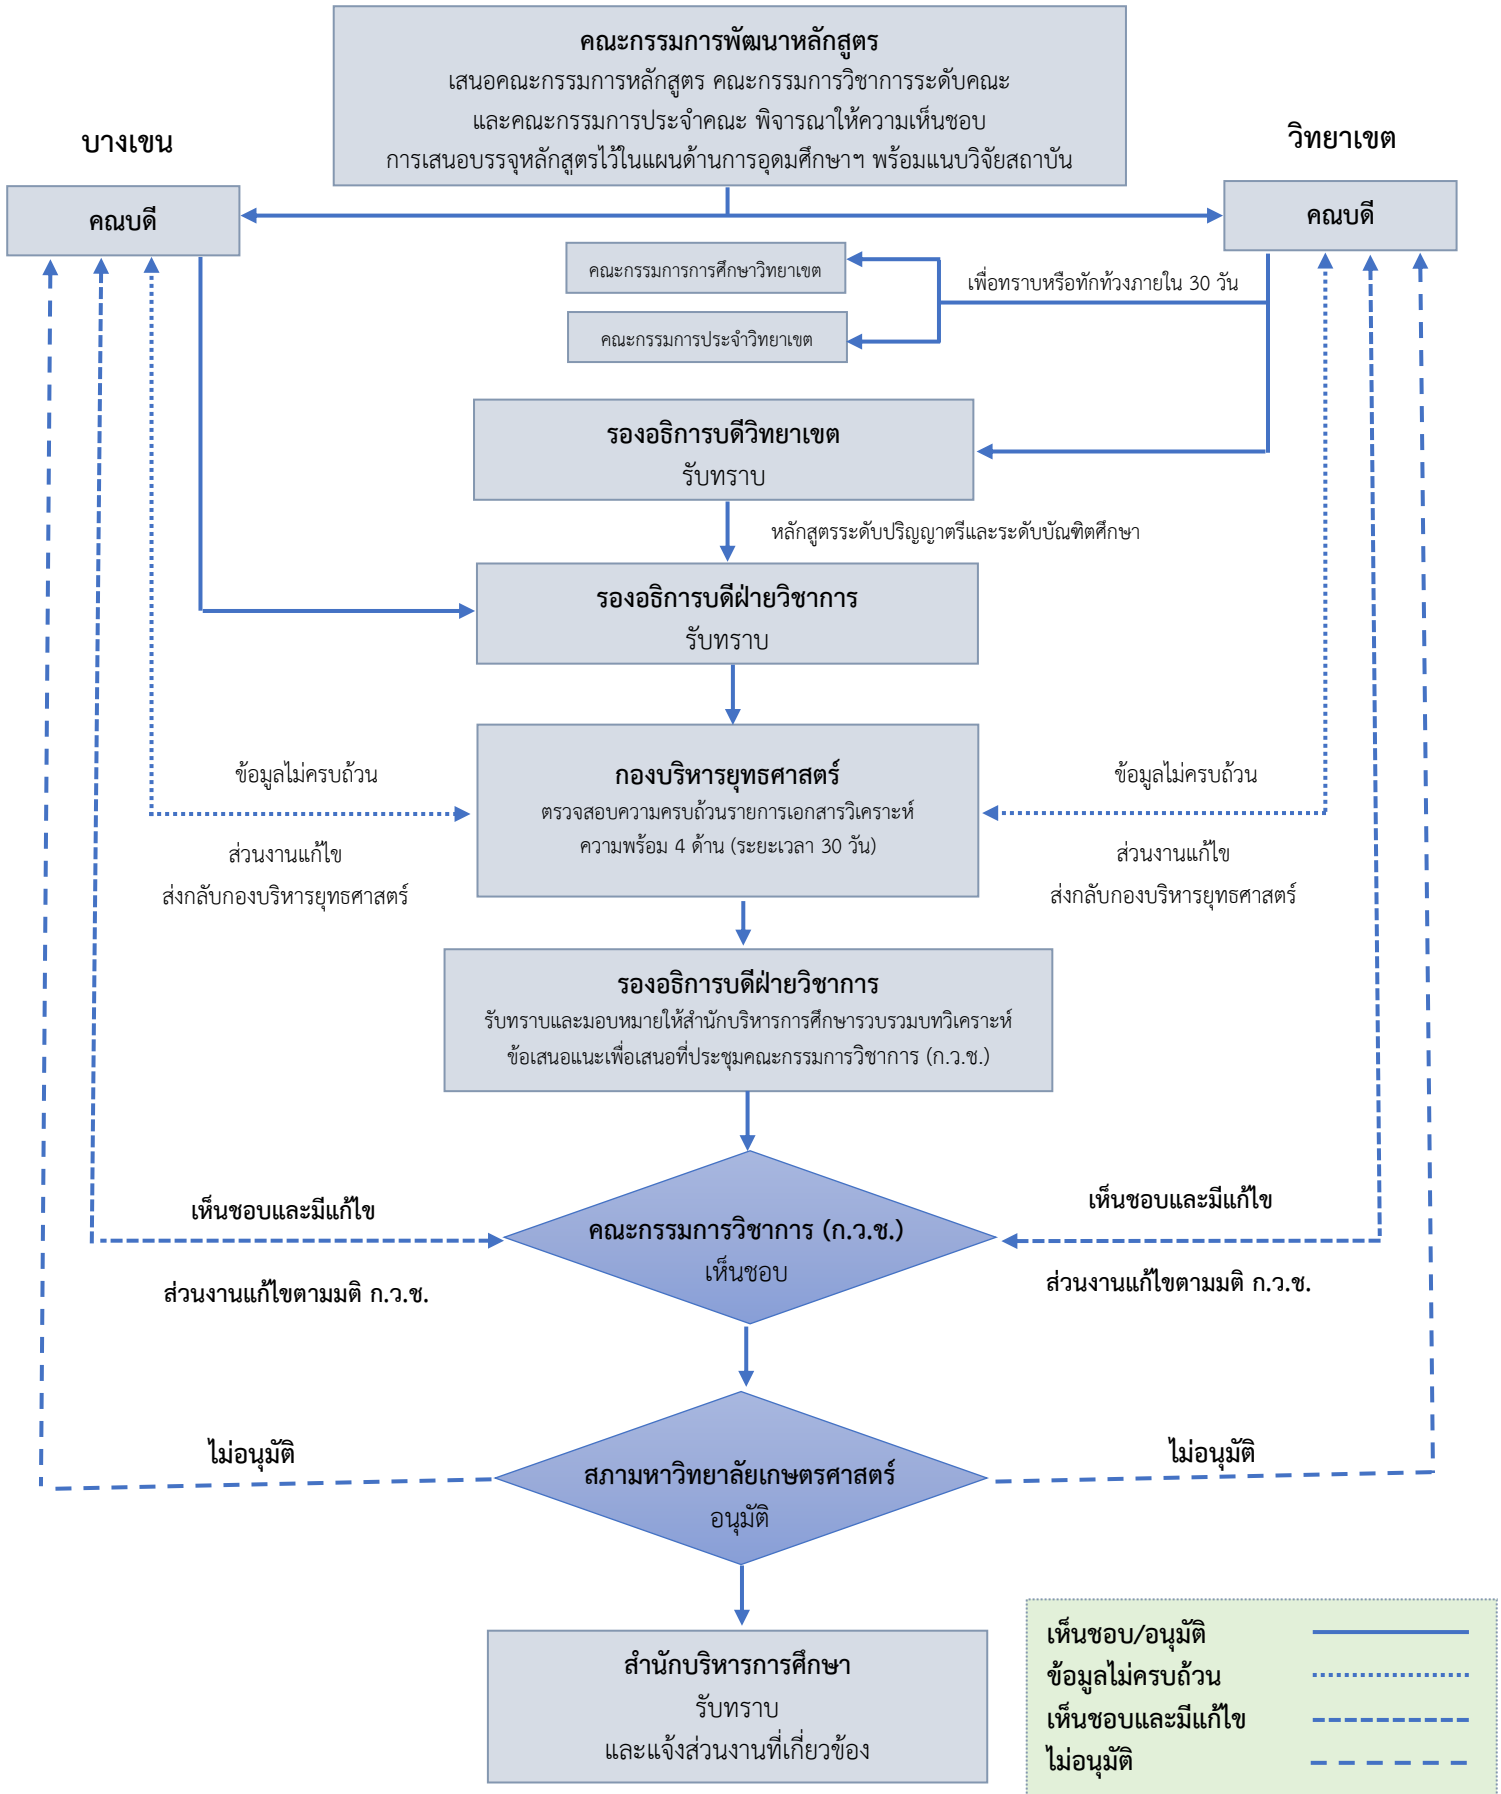 คณะกรรมการพัฒนาหลักสูตร
เสนอคณะกรรมการหลักสูตร คณะกรรมการวิชาการระดับคณะ
และคณะกรรมการประจำคณะ พิจารณาให้ความเห็นชอบ
การเสนอบรรจุหลักสูตรไว้ในแผนด้านการอุดมศึกษาฯ พร้อมแนบวิจัยสถาบัน
บางเขน
วิทยาเขต
คณบดี
คณบดี
คณะกรรมการการศึกษาวิทยาเขต
เพื่อทราบหรือทักท้วงภายใน 30 วัน
คณะกรรมการประจำวิทยาเขต
รองอธิการบดีวิทยาเขต
รับทราบ
หลักสูตรระดับปริญญาตรีและระดับบัณฑิตศึกษา
รองอธิการบดีฝ่ายวิชาการ
รับทราบ
กองบริหารยุทธศาสตร์
ตรวจสอบความครบถ้วนรายการเอกสารวิเคราะห์
ความพร้อม 4 ด้าน (ระยะเวลา 30 วัน)
ข้อมูลไม่ครบถ้วน
ส่วนงานแก้ไข
ส่งกลับกองบริหารยุทธศาสตร์
ข้อมูลไม่ครบถ้วน
ส่วนงานแก้ไข
ส่งกลับกองบริหารยุทธศาสตร์
รองอธิการบดีฝ่ายวิชาการ
รับทราบและมอบหมายให้สำนักบริหารการศึกษารวบรวมบทวิเคราะห์
ข้อเสนอแนะเพื่อเสนอที่ประชุมคณะกรรมการวิชาการ (ก.ว.ช.)
เห็นชอบและมีแก้ไข
ส่วนงานแก้ไขตามมติ ก.ว.ช.
คณะกรรมการวิชาการ (ก.ว.ช.)
เห็นชอบ
เห็นชอบและมีแก้ไข
ส่วนงานแก้ไขตามมติ ก.ว.ช.
ไม่อนุมัติ
สภามหาวิทยาลัยเกษตรศาสตร์
อนุมัติ
ไม่อนุมัติ
สำนักบริหารการศึกษา
รับทราบ
และแจ้งส่วนงานที่เกี่ยวข้อง
เห็นชอบ/อนุมัติ
ข้อมูลไม่ครบถ้วน
เห็นชอบและมีแก้ไข
ไม่อนุมัติ